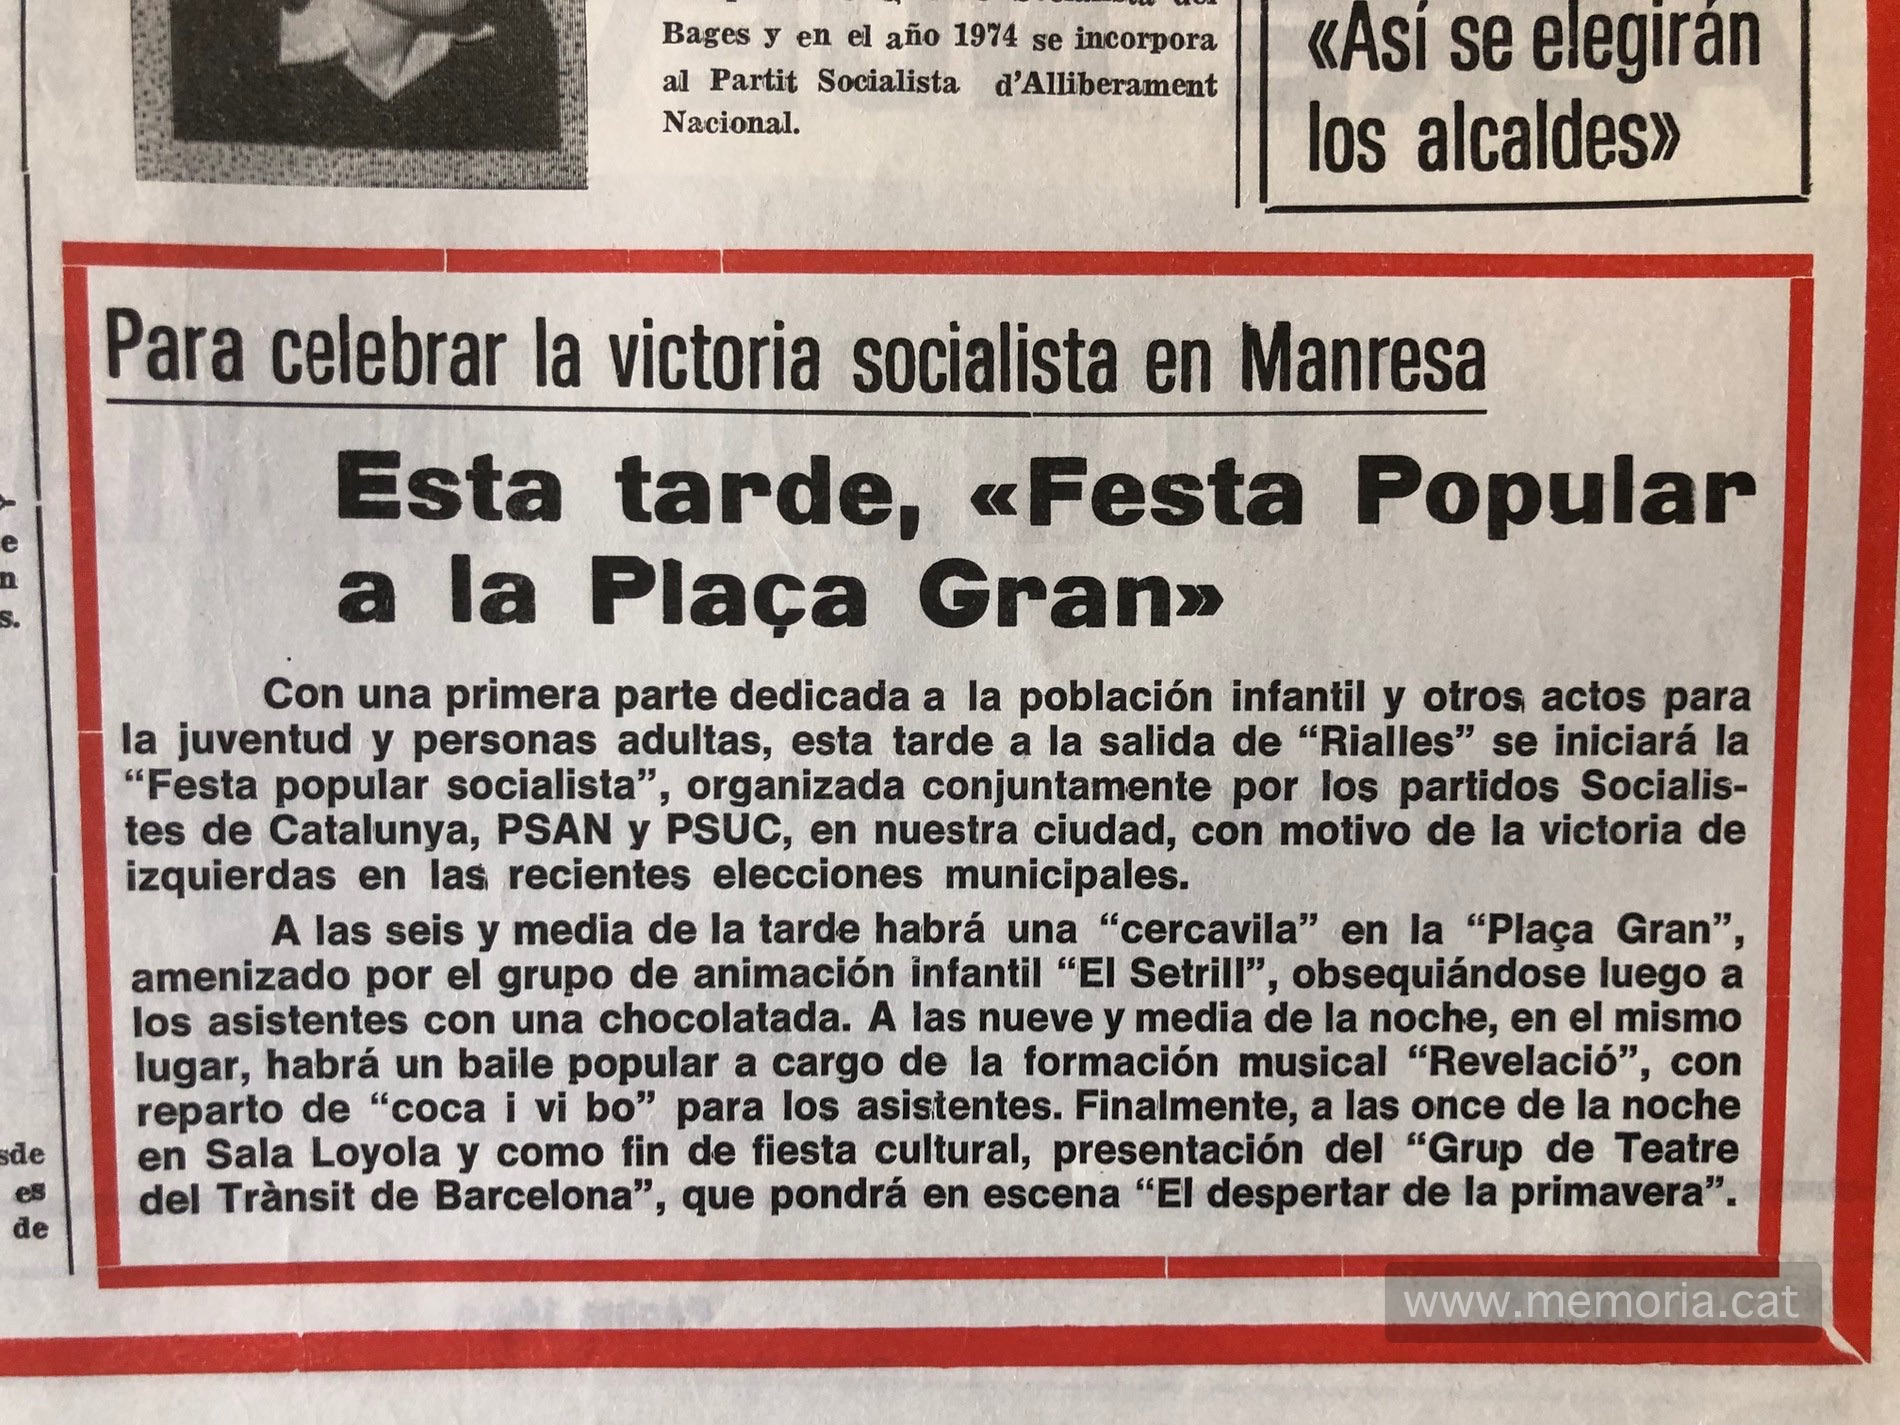 Bages y en el año 1974 se incorpora
al Partit Socialista d'Alliberament
Nacional.
«Así se elegirán
los alcaldes»
Y
e
n
s.
sde
es
de
Para celebrar la victoria socialista en Manresa
Esta tarde, «Festa Popular
a la Plaça Gran»
Con una primera parte dedicada a la población infantil y otros actos para
la juventud y personas adultas, esta tarde a la salida de “Rialles” se iniciará la
“Festa popular socialista”, organizada conjuntamente por los partidos Socialis-
tes de Catalunya, PSAN y PSUC, en nuestra ciudad, con motivo de la victoria de
izquierdas en las recientes elecciones municipales.
A las seis y media de la tarde habrá una “cercavila” en la “Plaça Gran”,
amenizado por el grupo de animación infantil “El Setrill”, obsequiándose luego a
los asistentes con una chocolatada. A las nueve y media de la noche, en el mismo
lugar, habrá un baile popular a cargo de la formación musical “Revelació”, con
reparto de “coca i vi bo” para los asistentes. Finalmente, a las once de la noche
en Sala Loyola y como fin de fiesta cultural, presentación del “Grup de Teatre
del Trànsit de Barcelona”, que pondrá en escena “El despertar de la primavera”.
www.memoria.cat